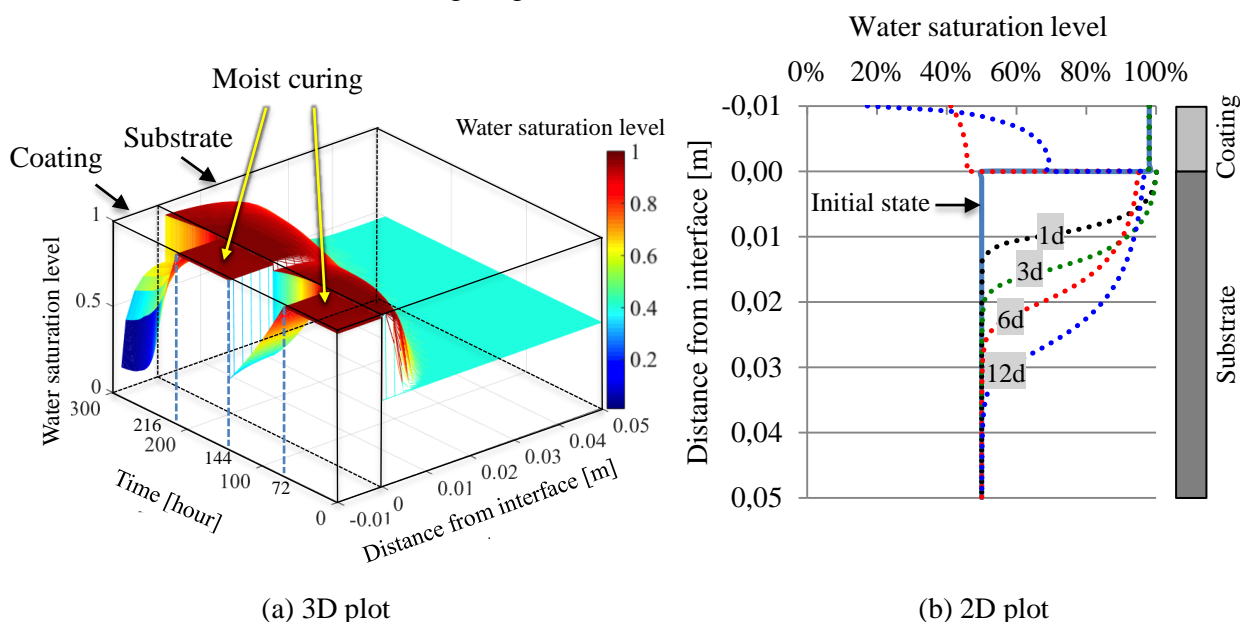 Moist curing
Substrate
Coating
Water saturation level
1
0.8
0.6
0.4
0.2
Water saturation level
1
0.5
0
300
216
200
144
100
72
0
Time [hour]
-0.01
0
0.01
0.02
0.03
0.04
0.05
Distance from interface [m]
(a) 3D plot
Water saturation level
0% 20% 40% 60% 80% 100%
Distance from interface [m]
-0,01
0,00
0,01
0,02
0,03
0,04
0,05
Initial state
1d
3d
6d
12d
Coating
Substrate
(b) 2D plot